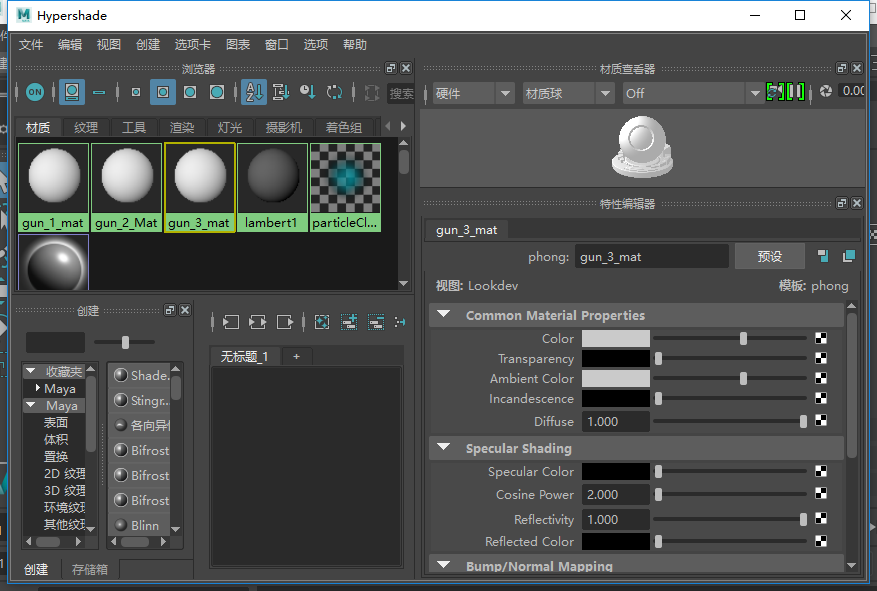 Hypershade
文件 编辑 视图 创建 选项卡 图表 窗口 选项 帮助
浏览器
ON
搜索
材质 纹理 工具 渲染 灯光 摄影机 着色组
gun_1_mat gun_2_Mat gun_3_mat lambert1 particleCl...
创建
收藏夹
Maya
Maya
表面
体积
置换
2D 纹理
3D 纹理
环境纹理
其他纹理
Shade.
Stingr..
各向异
Bifrost
Bifrost
Bifrost
Blinn
创建 存储箱
无标题_1 +
材质查看器
硬件 材质球 Off 0.00
特性编辑器
gun_3_mat
phong: gun_3_mat 预设
视图: Lookdev 模板: phong
Common Material Properties
Color
Transparency
Ambient Color
Incandescence
Diffuse 1.000
Specular Shading
Specular Color
Cosine Power 2.000
Reflectivity 1.000
Reflected Color
Bump/Normal Mapping